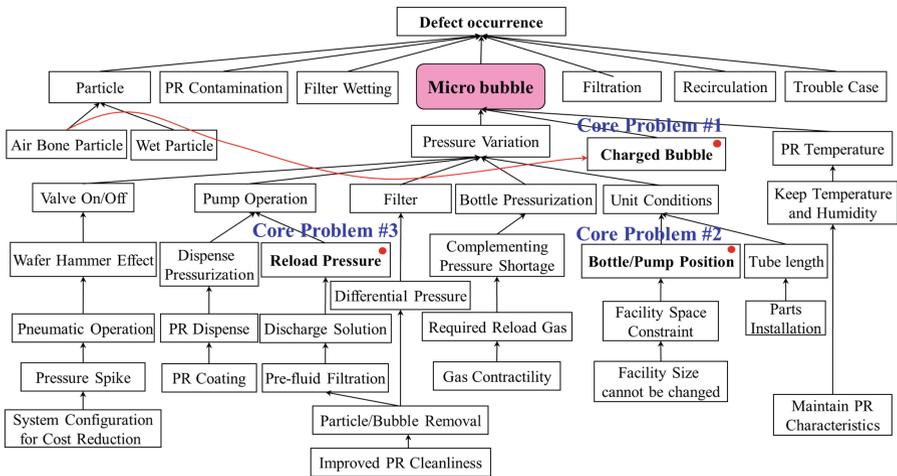 Defect occurrence
Particle
PR Contamination
Filter Wetting
Micro bubble
Filtration
Recirculation
Trouble Case
Air Bone Particle
Wet Particle
Pressure Variation
Core Problem #1
Charged Bubble
PR Temperature
Valve On/Off
Pump Operation
Filter
Bottle Pressurization
Unit Conditions
Keep Temperature
and Humidity
Core Problem #3
Core Problem #2
Wafer Hammer Effect
Dispense
Pressurization
Reload Pressure
Complementing
Pressure Shortage
Bottle/Pump Position
Tube length
Differential Pressure
Pneumatic Operation
PR Dispense
Discharge Solution
Required Reload Gas
Facility Space
Constraint
Parts
Installation
Pressure Spike
PR Coating
Pre-fluid Filtration
Gas Contractility
Facility Size
cannot be changed
System Configuration
for Cost Reduction
Particle/Bubble Removal
Maintain PR
Characteristics
Improved PR Cleanliness